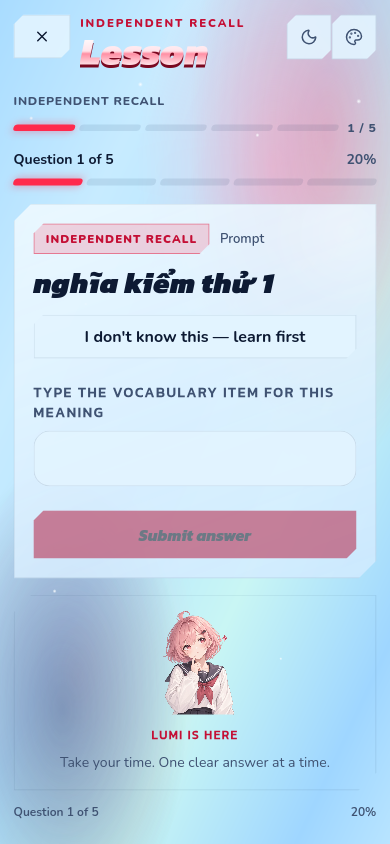 INDEPENDENT RECALL
Lesson
INDEPENDENT RECALL
1 / 5
Question 1 of 5
20%
INDEPENDENT RECALL
Prompt
nghĩa kiểm thử 1
I don't know this — learn first
TYPE THE VOCABULARY ITEM FOR THIS
MEANING
Submit answer
LUMI IS HERE
Take your time. One clear answer at a time.
Question 1 of 5
20%